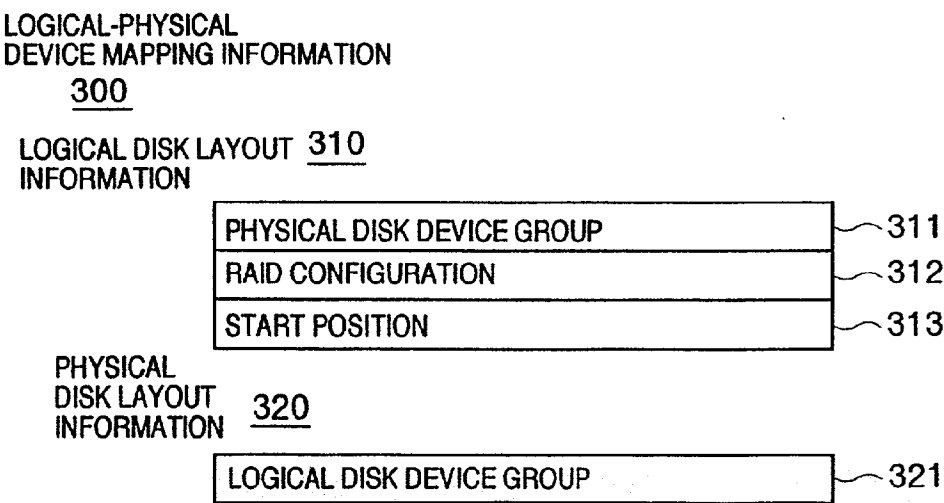 LOGICAL-PHYSICAL
DEVICE MAPPING INFORMATION
300
LOGICAL DISK LAYOUT 310
INFORMATION
PHYSICAL DISK DEVICE GROUP 311
RAID CONFIGURATION 312
START POSITION 313
PHYSICAL
DISK LAYOUT 320
INFORMATION
LOGICAL DISK DEVICE GROUP 321